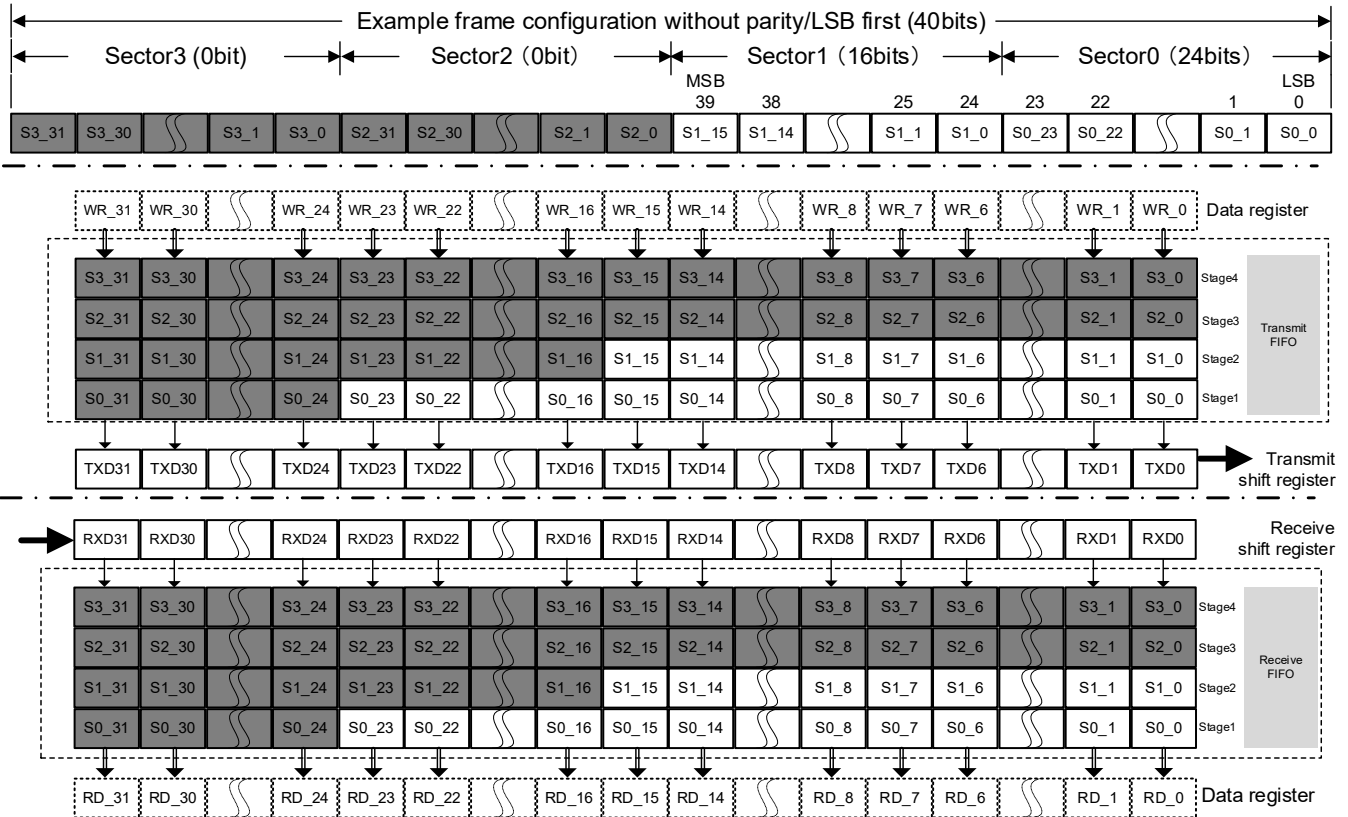 Example frame configuration without parity/LSB first (40bits)
Sector3 (0bit) Sector2 （0bit） Sector1（16bits） Sector0（24bits）
MSB LSB
39 38 25 24 23 22 1 0
S3_31 S3_30 S3_1 S3_0 S2_31 S2_30 S2_1 S2_0 S1_15 S1_14 S1_1 S1_0 S0_23 S0_22 S0_1 S0_0
WR_31 WR_30 WR_24 WR_23 WR_22 WR_16 WR_15 WR_14 WR_8 WR_7 WR_6 WR_1 WR_0 Data register
S3_31 S3_30 S3_24 S3_23 S3_22 S3_16 S3_15 S3_14 S3_8 S3_7 S3_6 S3_1 S3_0 Stage4
S2_31 S2_30 S2_24 S2_23 S2_22 S2_16 S2_15 S2_14 S2_8 S2_7 S2_6 S2_1 S2_0 Stage3
Transmit
FIFO
S1_31 S1_30 S1_24 S1_23 S1_22 S1_16 S1_15 S1_14 S1_8 S1_7 S1_6 S1_1 S1_0 Stage2
S0_31 S0_30 S0_24 S0_23 S0_22 S0_16 S0_15 S0_14 S0_8 S0_7 S0_6 S0_1 S0_0 Stage1
TXD31 TXD30 TXD24 TXD23 TXD22 TXD16 TXD15 TXD14 TXD8 TXD7 TXD6 TXD1 TXD0
Transmit
shift register
RXD31 RXD30 RXD24 RXD23 RXD22 RXD16 RXD15 RXD14 RXD8 RXD7 RXD6 RXD1 RXD0
Receive
shift register
S3_31 S3_30 S3_24 S3_23 S3_22 S3_16 S3_15 S3_14 S3_8 S3_7 S3_6 S3_1 S3_0 Stage4
S2_31 S2_30 S2_24 S2_23 S2_22 S2_16 S2_15 S2_14 S2_8 S2_7 S2_6 S2_1 S2_0 Stage3
Receive
FIFO
S1_31 S1_30 S1_24 S1_23 S1_22 S1_16 S1_15 S1_14 S1_8 S1_7 S1_6 S1_1 S1_0 Stage2
S0_31 S0_30 S0_24 S0_23 S0_22 S0_16 S0_15 S0_14 S0_8 S0_7 S0_6 S0_1 S0_0 Stage1
RD_31 RD_30 RD_24 RD_23 RD_22 RD_16 RD_15 RD_14 RD_8 RD_7 RD_6 RD_1 RD_0 Data register